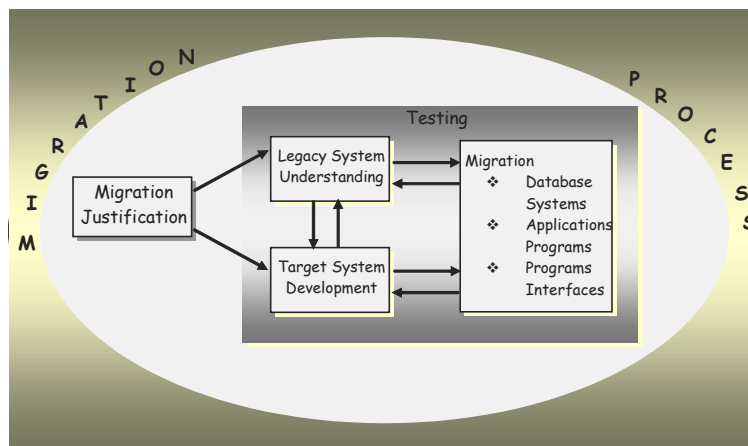 MIGRATION
PROCESS
Testing
Migration
Justification
Legacy System
Understanding
Target System
Development
Migration
❖ Database
Systems
❖ Applications
Programs
❖ Programs
Interfaces